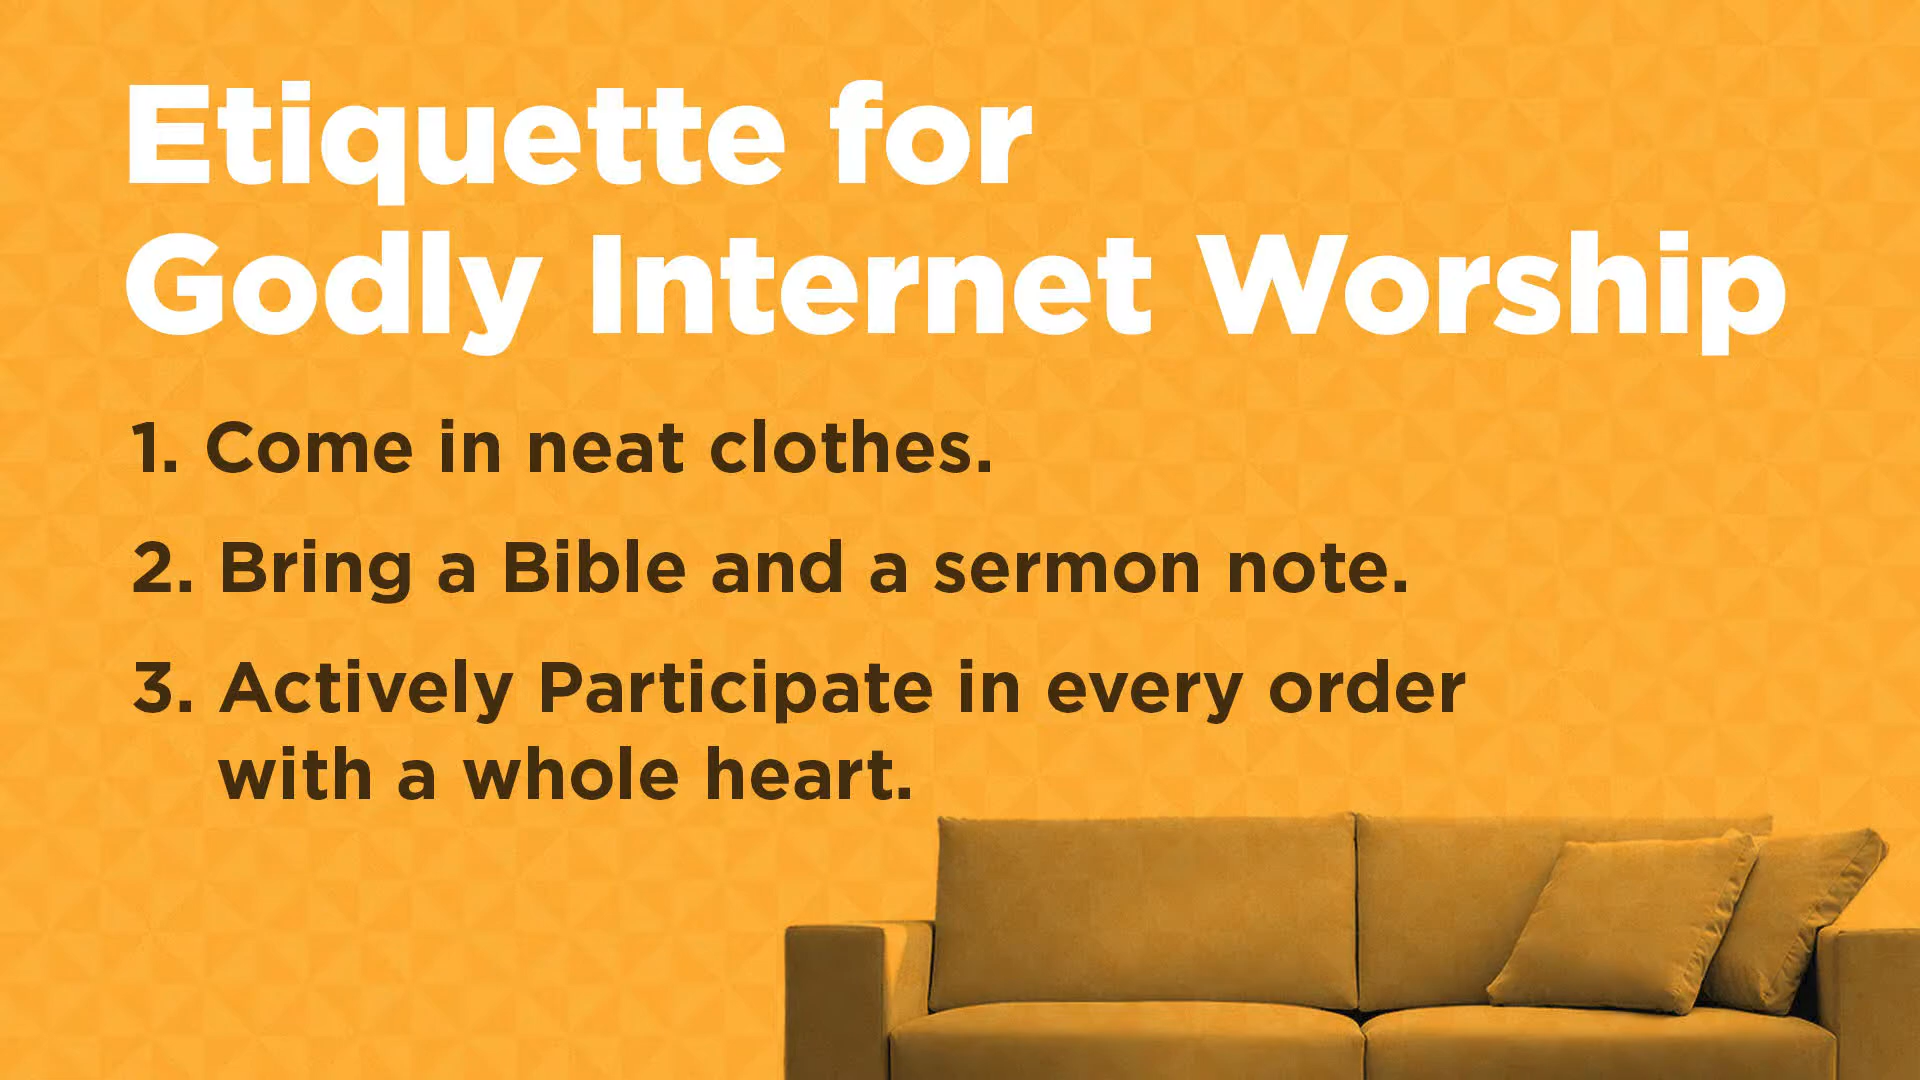 Etiquette for
Godly Internet Worship
1. Come in neat clothes.
2. Bring a Bible and a sermon note.
3. Actively Participate in every order
with a whole heart.